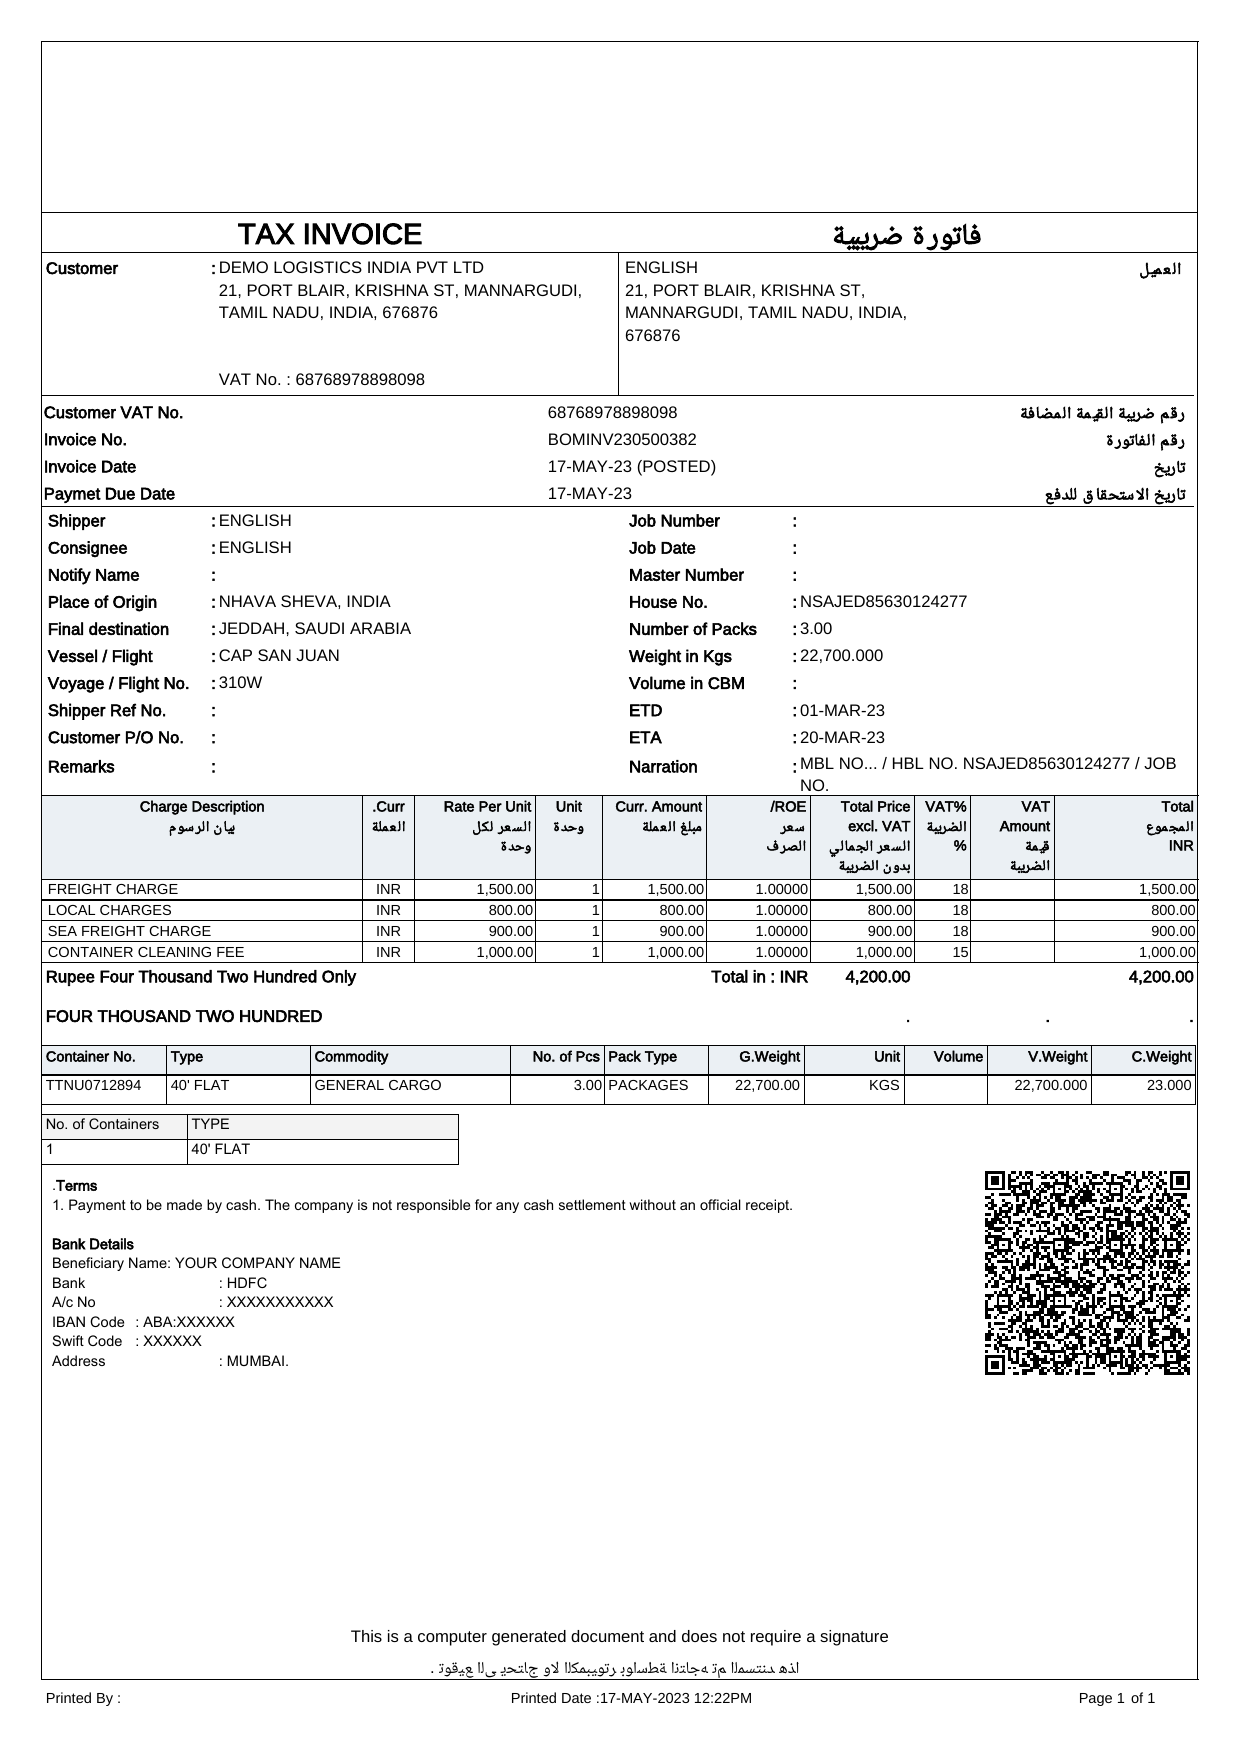 TAX INVOICE فاتورة ضريبية
Customer : DEMO LOGISTICS INDIA PVT LTD ENGLISH العميل
21, PORT BLAIR, KRISHNA ST, MANNARGUDI, 21, PORT BLAIR, KRISHNA ST,
TAMIL NADU, INDIA, 676876 MANNARGUDI, TAMIL NADU, INDIA,
676876
VAT No. : 68768978898098
Customer VAT No. 68768978898098 رقم ضريبة القيمة المضافة
Invoice No. BOMINV230500382 رقم الفاتورة
Invoice Date 17-MAY-23 (POSTED) تاريخ
Paymet Due Date 17-MAY-23 تاريخ الاستحقاق للدفع
Shipper : ENGLISH Job Number :
Consignee : ENGLISH Job Date :
Notify Name : Master Number :
Place of Origin : NHAVA SHEVA, INDIA House No. : NSAJED85630124277
Final destination : JEDDAH, SAUDI ARABIA Number of Packs : 3.00
Vessel / Flight : CAP SAN JUAN Weight in Kgs : 22,700.000
Voyage / Flight No. : 310W Volume in CBM :
Shipper Ref No. : ETD : 01-MAR-23
Customer P/O No. : ETA : 20-MAR-23
Remarks : Narration : MBL NO... / HBL NO. NSAJED85630124277 / JOB
NO.
Charge Description .Curr Rate Per Unit Unit Curr. Amount /ROE Total Price VAT% VAT Total
بيان الرسوم العملة السعر لكل وحدة مبلغ العملة سعر excl. VAT الضريبة Amount المجموع
وحدة الصرف السعر الجمالي % قيمة INR
بدون الضريبة الضريبة
FREIGHT CHARGE INR 1,500.00 1 1,500.00 1.00000 1,500.00 18 1,500.00
LOCAL CHARGES INR 800.00 1 800.00 1.00000 800.00 18 800.00
SEA FREIGHT CHARGE INR 900.00 1 900.00 1.00000 900.00 18 900.00
CONTAINER CLEANING FEE INR 1,000.00 1 1,000.00 1.00000 1,000.00 15 1,000.00
Rupee Four Thousand Two Hundred Only Total in : INR 4,200.00 4,200.00
FOUR THOUSAND TWO HUNDRED . . .
Container No. Type Commodity No. of Pcs Pack Type G.Weight Unit Volume V.Weight C.Weight
TTNU0712894 40' FLAT GENERAL CARGO 3.00 PACKAGES 22,700.00 KGS 22,700.000 23.000
No. of Containers TYPE
1 40' FLAT
.Terms
1. Payment to be made by cash. The company is not responsible for any cash settlement without an official receipt.
Bank Details
Beneficiary Name: YOUR COMPANY NAME
Bank : HDFC
A/c No : XXXXXXXXXXX
IBAN Code : ABA:XXXXXX
Swift Code : XXXXXX
Address : MUMBAI.
This is a computer generated document and does not require a signature
اذه دنتسملا مت هجاتنا ةطساوب رتويبمكلا الو جاتحي ىلا عيقوت .
Printed By : Printed Date :17-MAY-2023 12:22PM Page 1 of 1